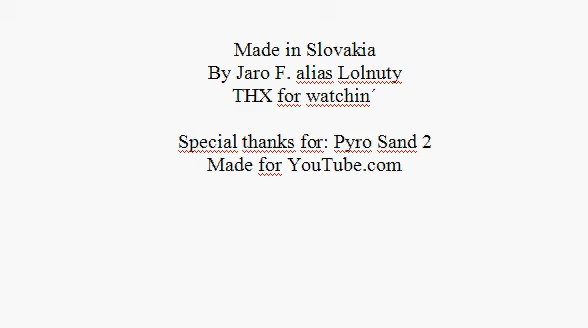 Made in Slovakia
By Jaro F. alias Lolnuty
THX for watchin´
Special thanks for: Pyro Sand 2
Made for YouTube.com